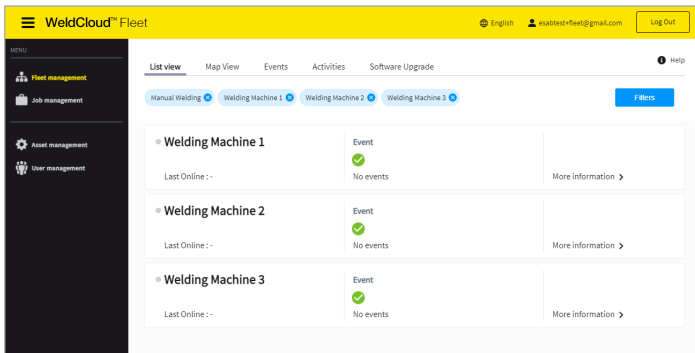 WeldCloud™ Fleet
English
esabtest+fleet@gmail.com
Log Out
MENU
Fleet management
Job management
Asset management
User management
List view
Map View
Events
Activities
Software Upgrade
Help
Manual Welding
Welding Machine 1
Welding Machine 2
Welding Machine 3
Filters
Welding Machine 1
Event
Last Online : -
No events
More information
Welding Machine 2
Event
Last Online : -
No events
More information
Welding Machine 3
Event
Last Online : -
No events
More information